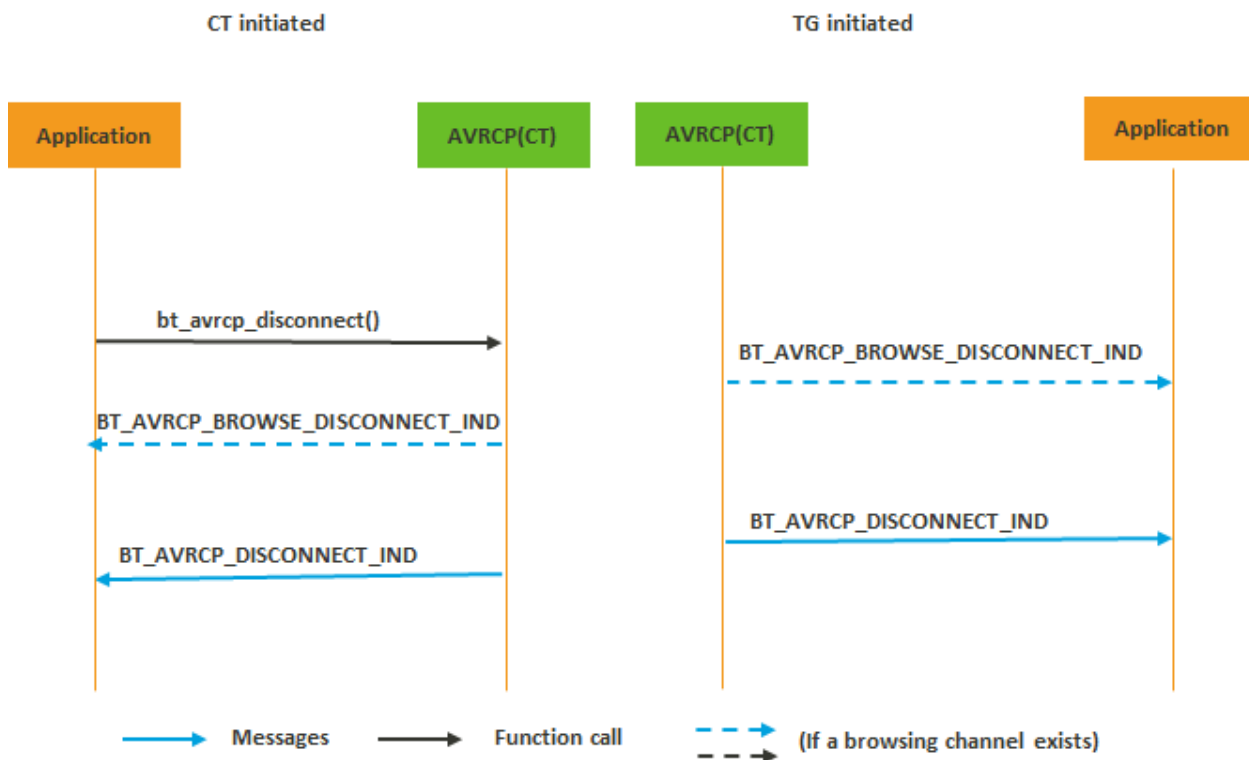 CT initiated
TG initiated
Application
AVRCP(CT)
AVRCP(CT)
Application
bt_avrcp_disconnect()
BT_AVRCP_BROWSE_DISCONNECT_IND
BT_AVRCP_DISCONNECT_IND
BT_AVRCP_BROWSE_DISCONNECT_IND
BT_AVRCP_DISCONNECT_IND
Messages
Function call
(If a browsing channel exists)